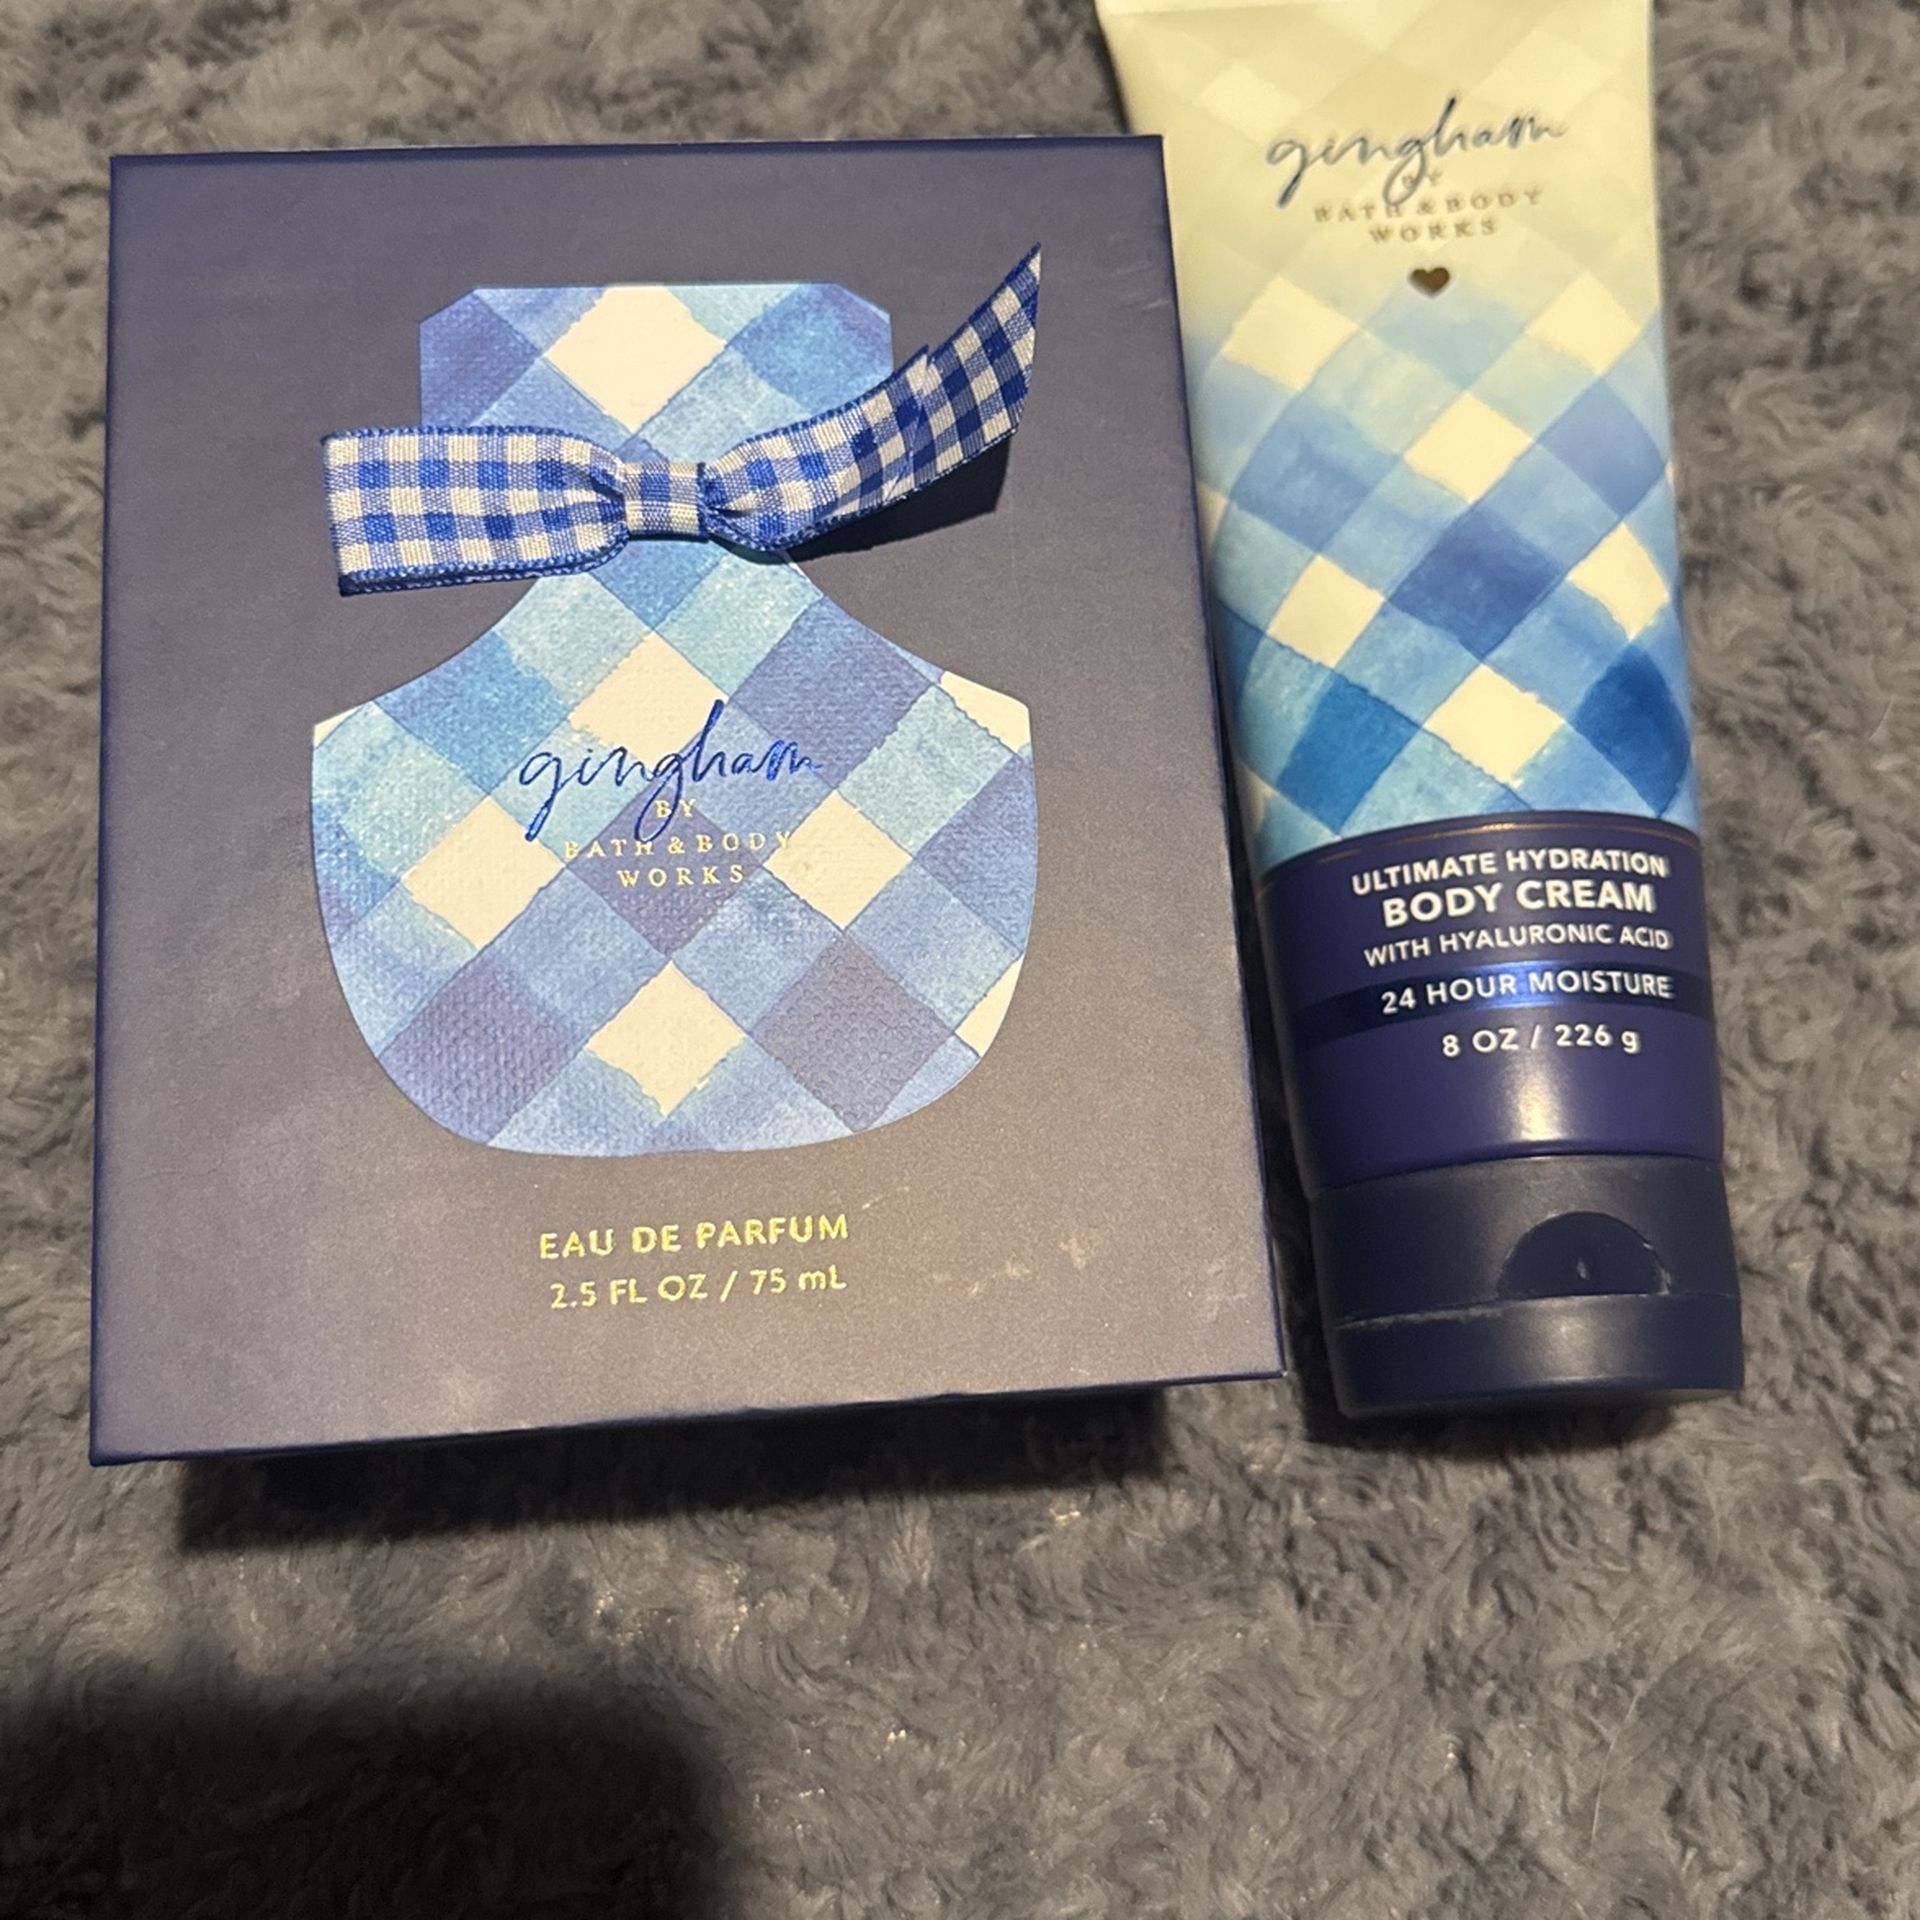 gingham
BY
BATH & BODY
WORKS
EAU DE PARFUM
2.5 FL OZ / 75 mL
gingham
BY
BATH & BODY
WORKS
ULTIMATE HYDRATION
BODY CREAM
WITH HYALURONIC ACID
24 HOUR MOISTURE
8 OZ / 226 g